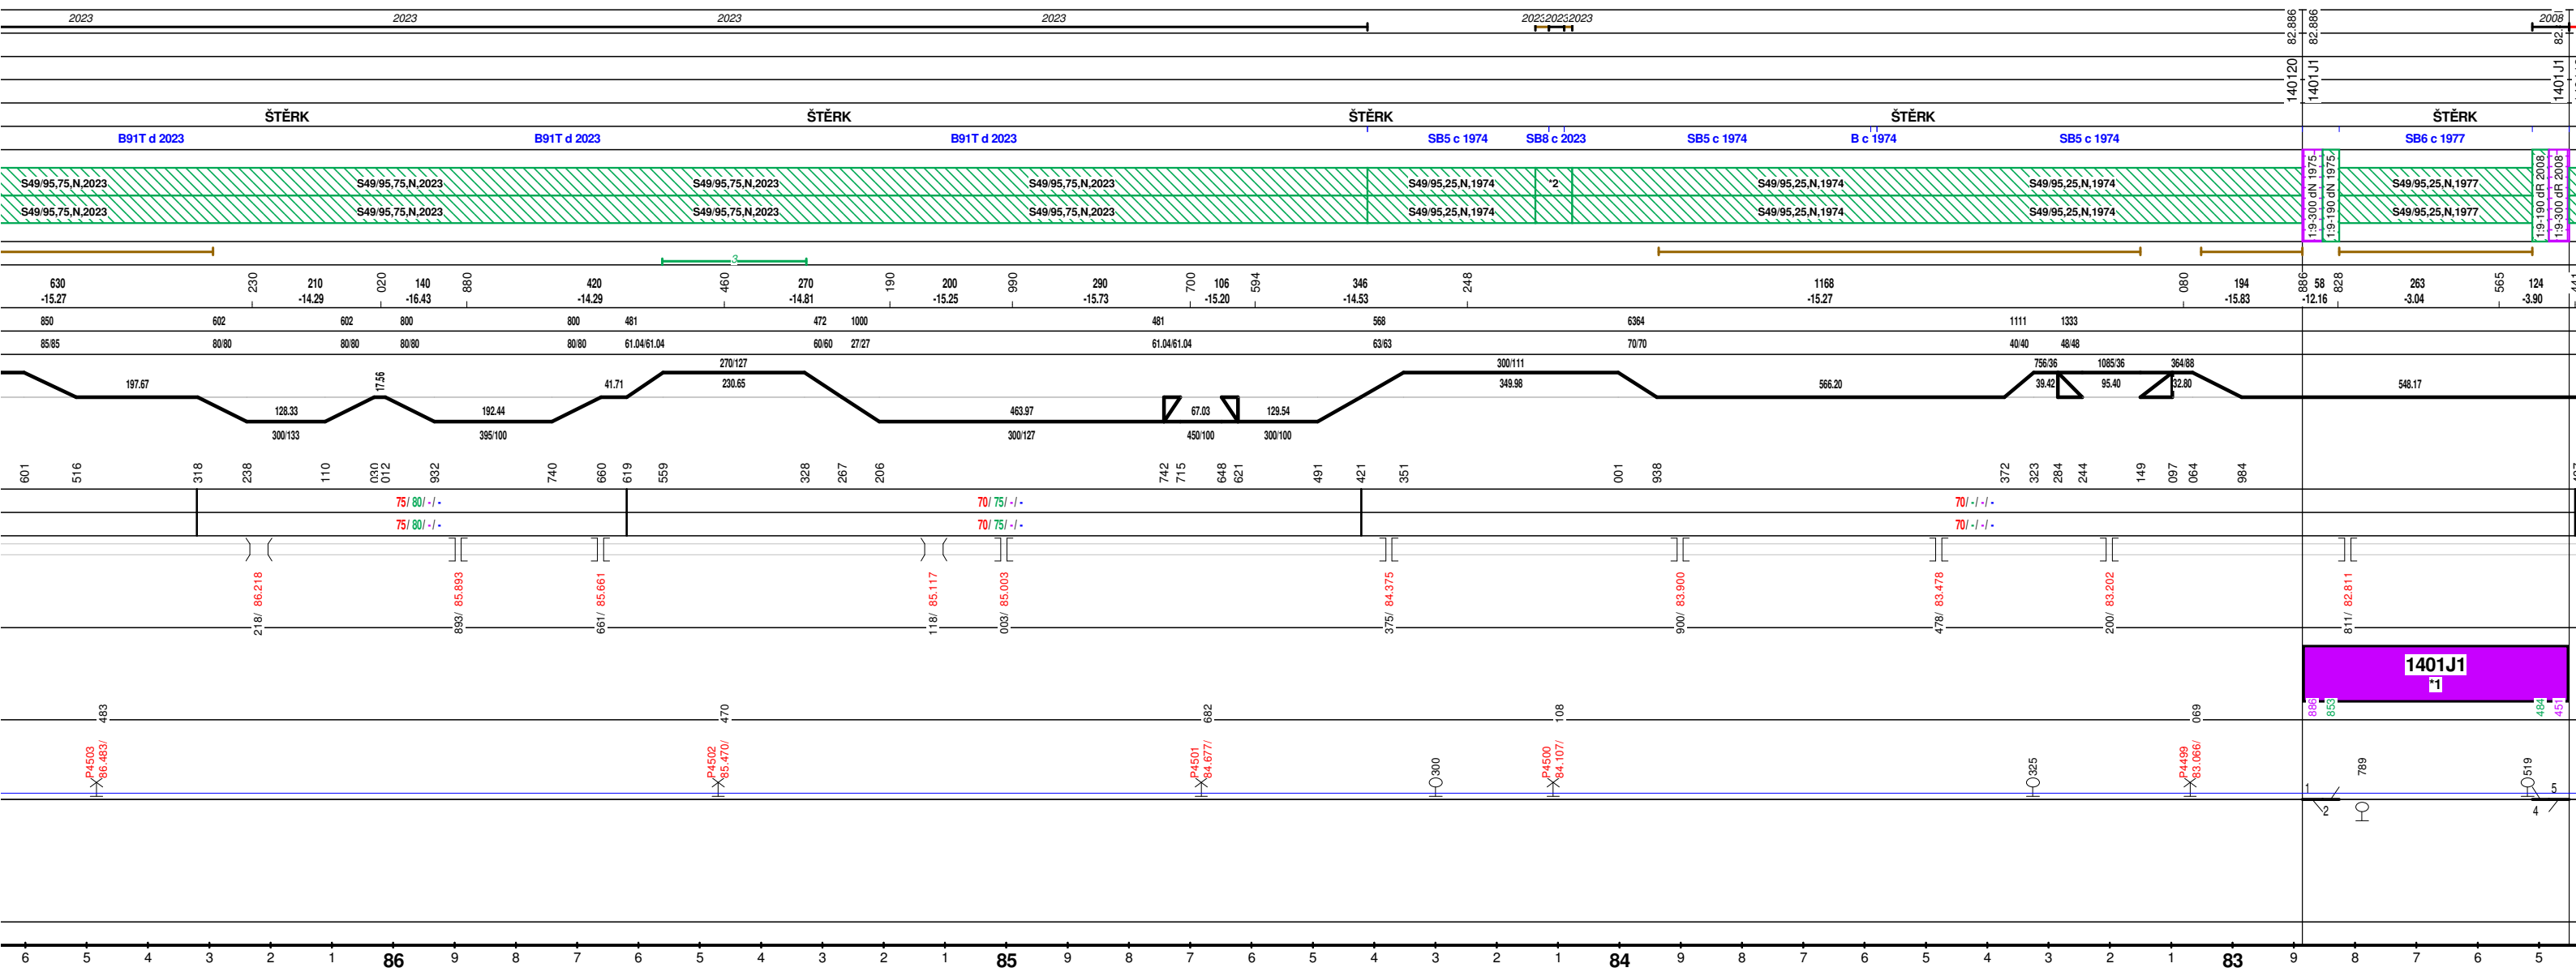 2023 2023 2023 2023 2023 2023 2023 2008
82.886 82.886
140120 1401J1 1401J1
ŠTĚRK ŠTĚRK ŠTĚRK ŠTĚRK ŠTĚRK
B91T d 2023 B91T d 2023 B91T d 2023 SB5 c 1974 SB8 c 2023 SB5 c 1974 B c 1974 SB5 c 1974 SB6 c 1977
1:9-300 dN 1975 1:9-190 dN 1975 1:9-190 dR 2008 1:9-300 dR 2008
S49/95,75,N,2023 S49/95,75,N,2023 S49/95,75,N,2023 S49/95,75,N,2023 S49/95,25,N,1974 *2 S49/95,25,N,1974 S49/95,25,N,1974 S49/95,25,N,1977
S49/95,75,N,2023 S49/95,75,N,2023 S49/95,75,N,2023 S49/95,75,N,2023 S49/95,25,N,1974 S49/95,25,N,1974 S49/95,25,N,1974 S49/95,25,N,1977
3
630 230 210 020 140 880 420 460 270 190 200 990 290 700 106 594 346 248 1168 080 194 886 58 828 263 565 124
-15.27 -14.29 -16.43 -14.29 -14.81 -15.25 -15.73 -15.20 -14.53 -15.27 -15.83 -12.16 -3.04 -3.90
850 602 602 800 800 481 472 1000 481 568 6364 1111 1333
85/85 80/80 80/80 80/80 80/80 61.04/61.04 60/60 27/27 61.04/61.04 63/63 70/70 40/40 48/48
270/127 300/111 756/36 1085/36 364/88
197.67 17.56 41.71 230.65 349.98 566.20 39.42 95.40 32.80 548.17
128.33 192.44 463.97 67.03 129.54
300/133 395/100 300/127 450/100 300/100
601 516 318 238 110 030 012 932 740 660 619 559 328 267 206 742 715 648 621 491 421 351 001 938 372 323 284 244 149 097 064 984
75/ 80/ -/ - 70/ 75/ -/ - 70/ -/ -/ -
75/ 80/ -/ - 70/ 75/ -/ - 70/ -/ -/ -
218/ 86.218 893/ 85.893 661/ 85.661 118/ 85.117 003/ 85.003 375/ 84.375 900/ 83.900 478/ 83.478 200/ 83.202 811/ 82.811
1401J1
*1
886 853 484 451
483 470 682 108 069
P4503 86.483/ P4502 85.470/ P4501 84.677/ 300 P4500 84.107/ 325 P4499 83.066/ 789 519
1 5
2 4
6 5 4 3 2 1 86 9 8 7 6 5 4 3 2 1 85 9 8 7 6 5 4 3 2 1 84 9 8 7 6 5 4 3 2 1 83 9 8 7 6 5